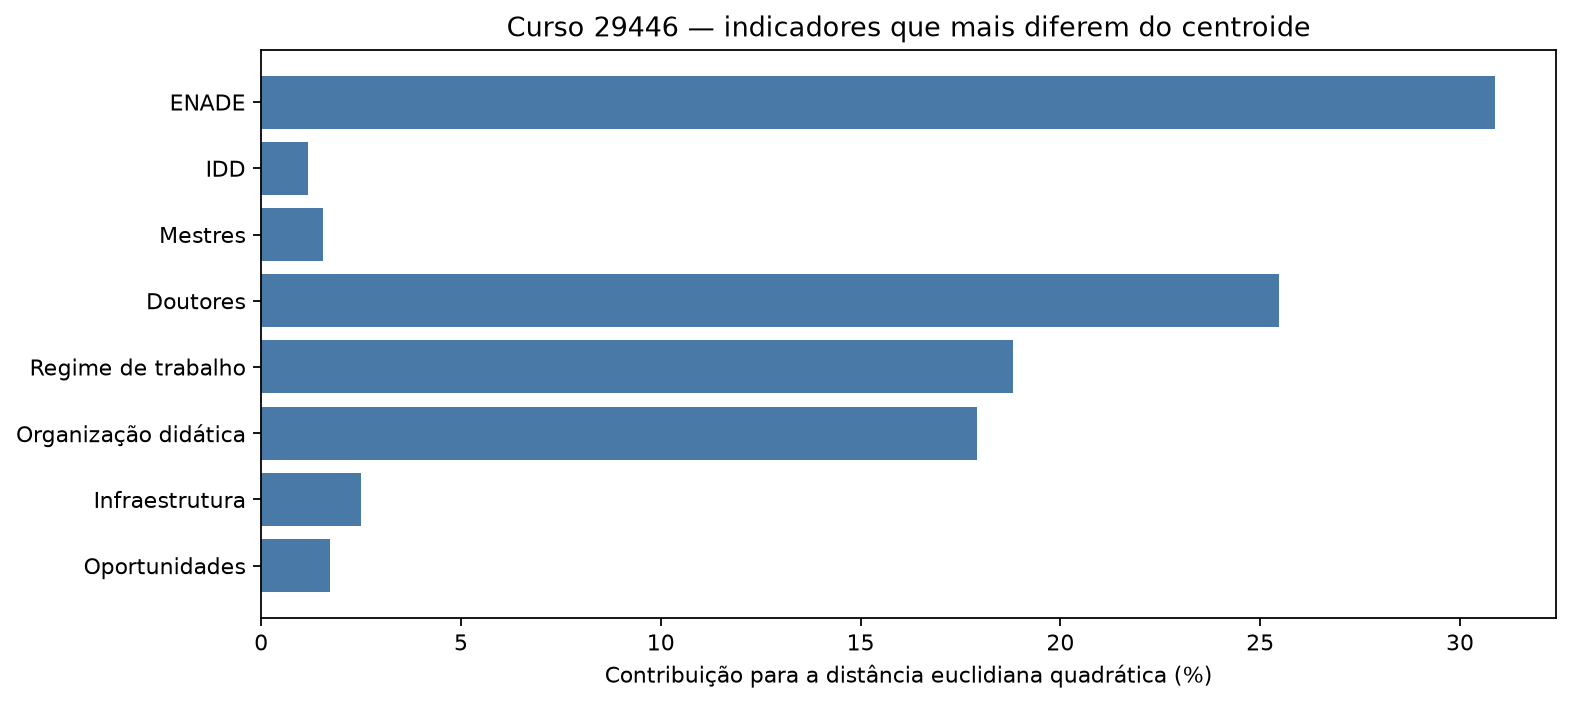 Curso 29446 — indicadores que mais diferem do centroide
ENADE
IDD
Mestres
Doutores
Regime de trabalho
Organização didática
Infraestrutura
Oportunidades
0 5 10 15 20 25 30
Contribuição para a distância euclidiana quadrática (%)